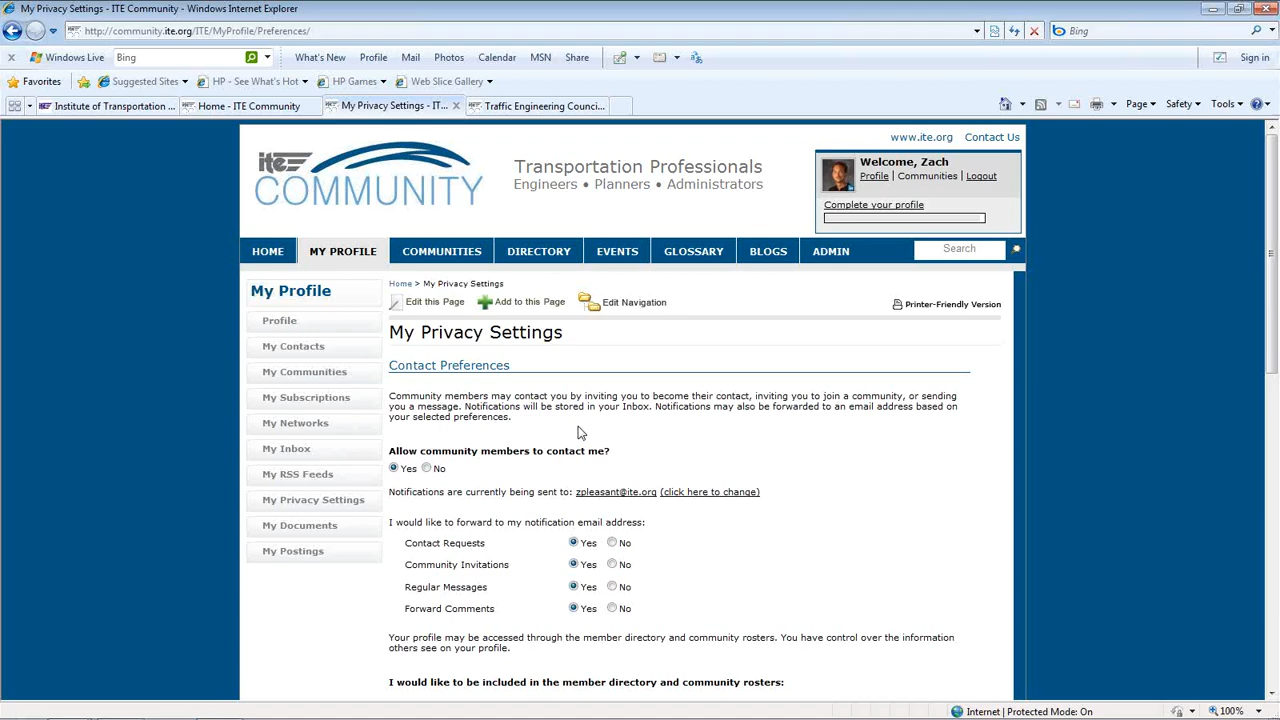 My Privacy Settings - ITE Community - Windows Internet Explorer
http://community.ite.org/ITE/MyProfile/Preferences/
Bing
Windows Live
Bing
What's New
Profile
Mail
Photos
Calendar
MSN
Share
Sign in
Favorites
Suggested Sites
HP - See What's Hot
HP Games
Web Slice Gallery
Institute of Transportation ...
Home - ITE Community
My Privacy Settings - IT...
Traffic Engineering Counci...
Page
Safety
Tools
www.ite.org Contact Us
ite
COMMUNITY
Transportation Professionals
Engineers • Planners • Administrators
Welcome, Zach
Profile | Communities | Logout
Complete your profile
HOME
MY PROFILE
COMMUNITIES
DIRECTORY
EVENTS
GLOSSARY
BLOGS
ADMIN
Search
My Profile
Profile
My Contacts
My Communities
My Subscriptions
My Networks
My Inbox
My RSS Feeds
My Privacy Settings
My Documents
My Postings
Home > My Privacy Settings
Edit this Page
Add to this Page
Edit Navigation
Printer-Friendly Version
My Privacy Settings
Contact Preferences
Community members may contact you by inviting you to become their contact, inviting you to join a community, or sending
you a message. Notifications will be stored in your Inbox. Notifications may also be forwarded to an email address based on
your selected preferences.
Allow community members to contact me?
Yes No
Notifications are currently being sent to: zpleasant@ite.org (click here to change)
I would like to forward to my notification email address:
Contact Requests Yes No
Community Invitations Yes No
Regular Messages Yes No
Forward Comments Yes No
Your profile may be accessed through the member directory and community rosters. You have control over the information
others see on your profile.
I would like to be included in the member directory and community rosters:
Internet | Protected Mode: On
100%